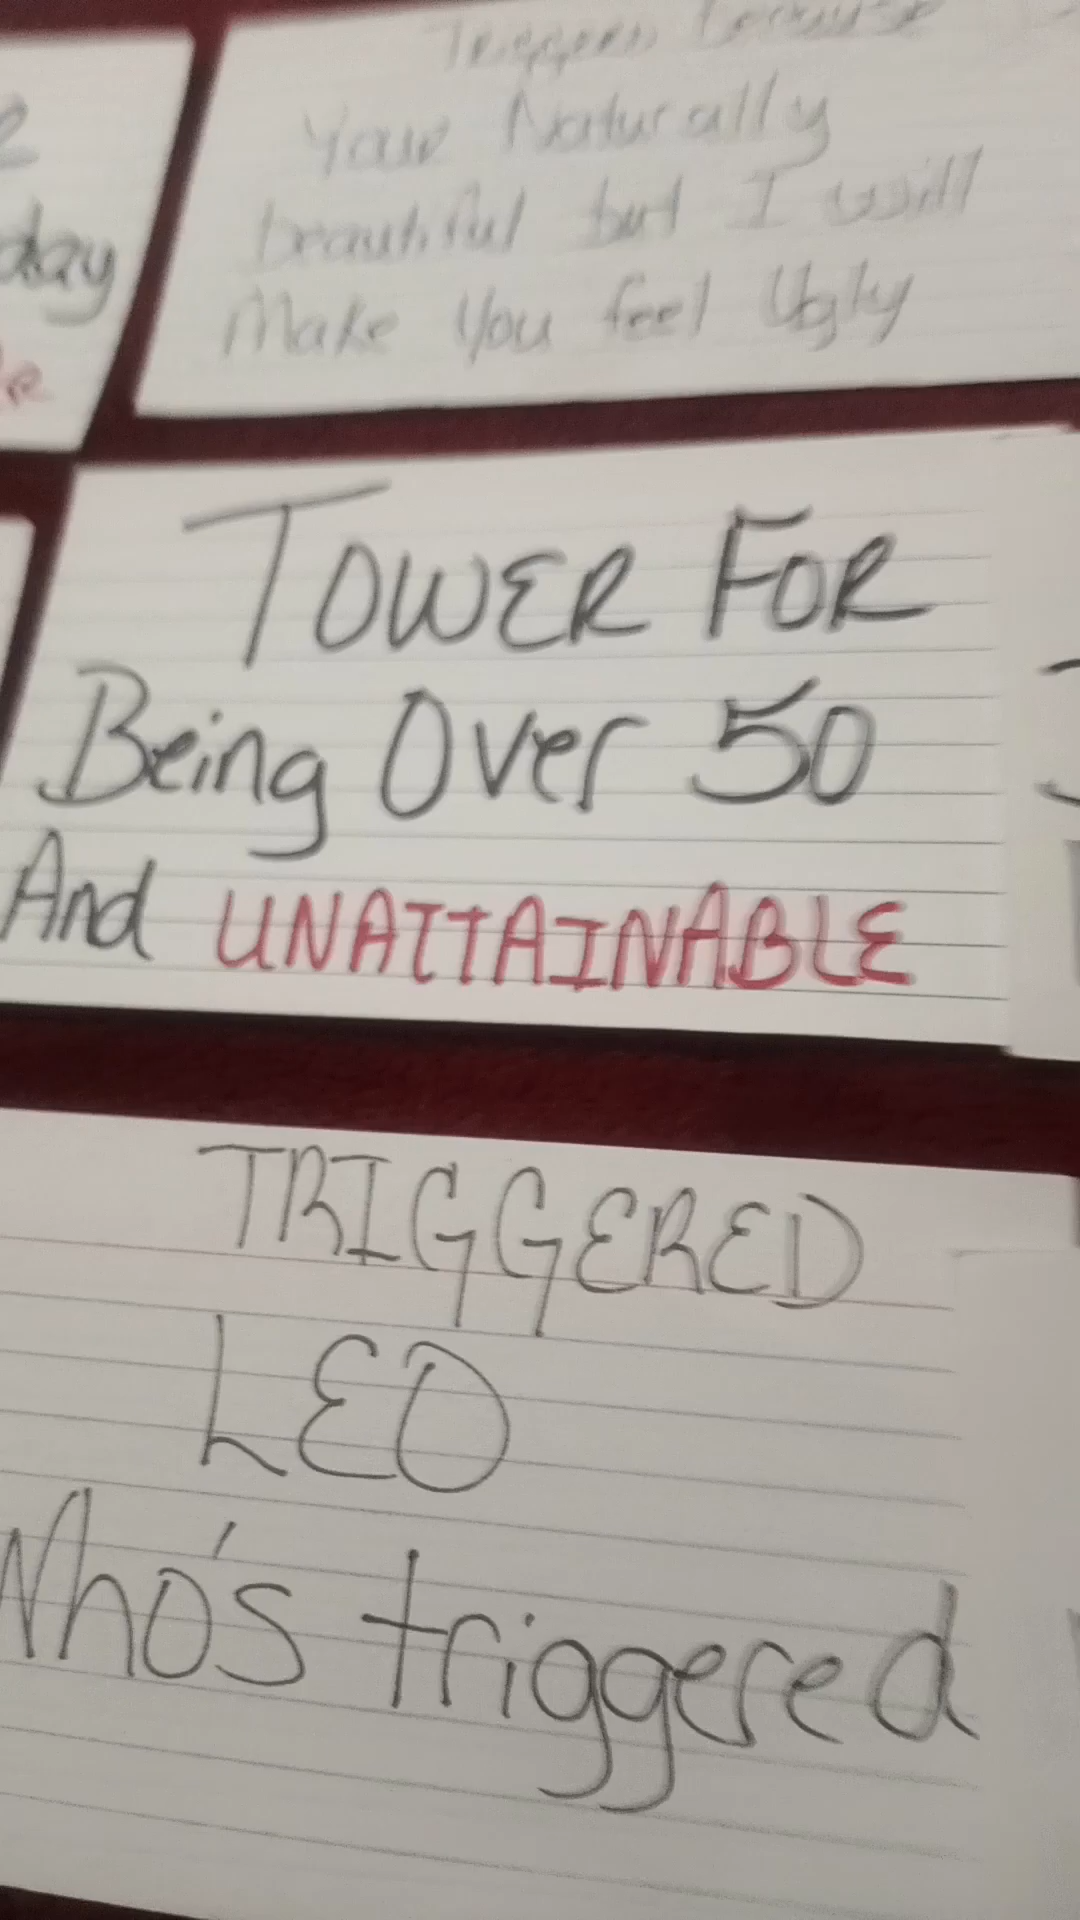 e
day
Because
Your Naturally
beautiful but I will
Make You feel Ugly
TOWER FOR
Being Over 50
And UNATTAINABLE
TRIGGERED
LEO
Who's triggered